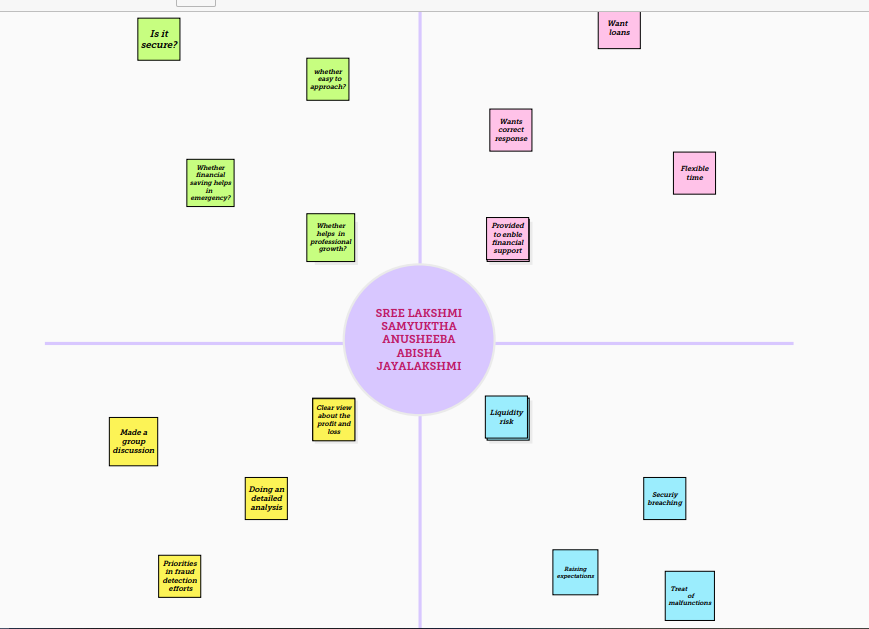 Is it
secure?
whether
easy to
approach?
Whether
financial
saving helps
in
emergency?
Whether
helps in
professional
growth?
Want
loans
Wants
correct
response
Flexible
time
Provided
to enble
financial
support
SREE LAKSHMI
SAMYUKTHA
ANUSHEEBA
ABISHA
JAYALAKSHMI
Clear view
about the
profit and
loss
Made a
group
discussion
Doing an
detailed
analysis
Priorities
in fraud
detection
efforts
Liquidity
risk
Securiy
breaching
Raising
expectations
Treat
of
malfunctions